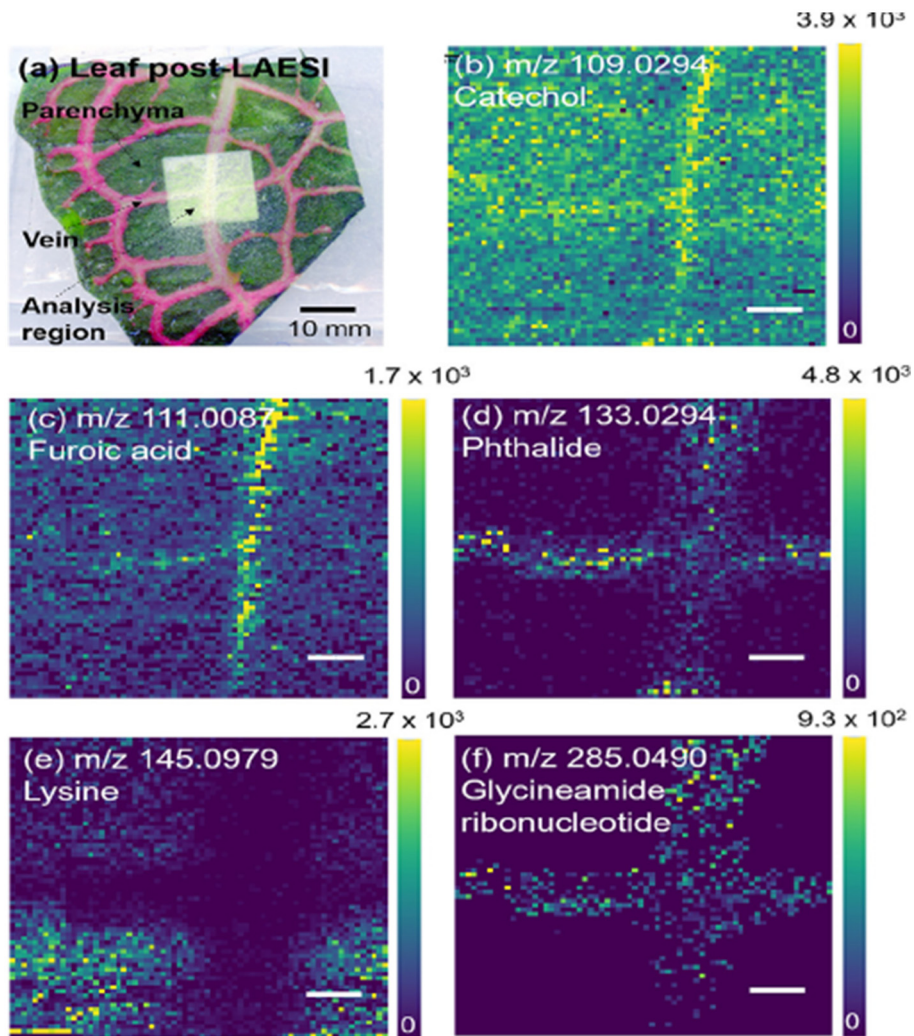 3.9 x 10³
(a) Leaf post-LAESI
Parenchyma
Vein
Analysis
region
10 mm
(b) m/z 109.0294
Catechol
0
1.7 x 10³
(c) m/z 111.0087
Furoic acid
0
4.8 x 10³
(d) m/z 133.0294
Phthalide
0
2.7 x 10³
(e) m/z 145.0979
Lysine
0
9.3 x 10²
(f) m/z 285.0490
Glycineamide
ribonucleotide
0